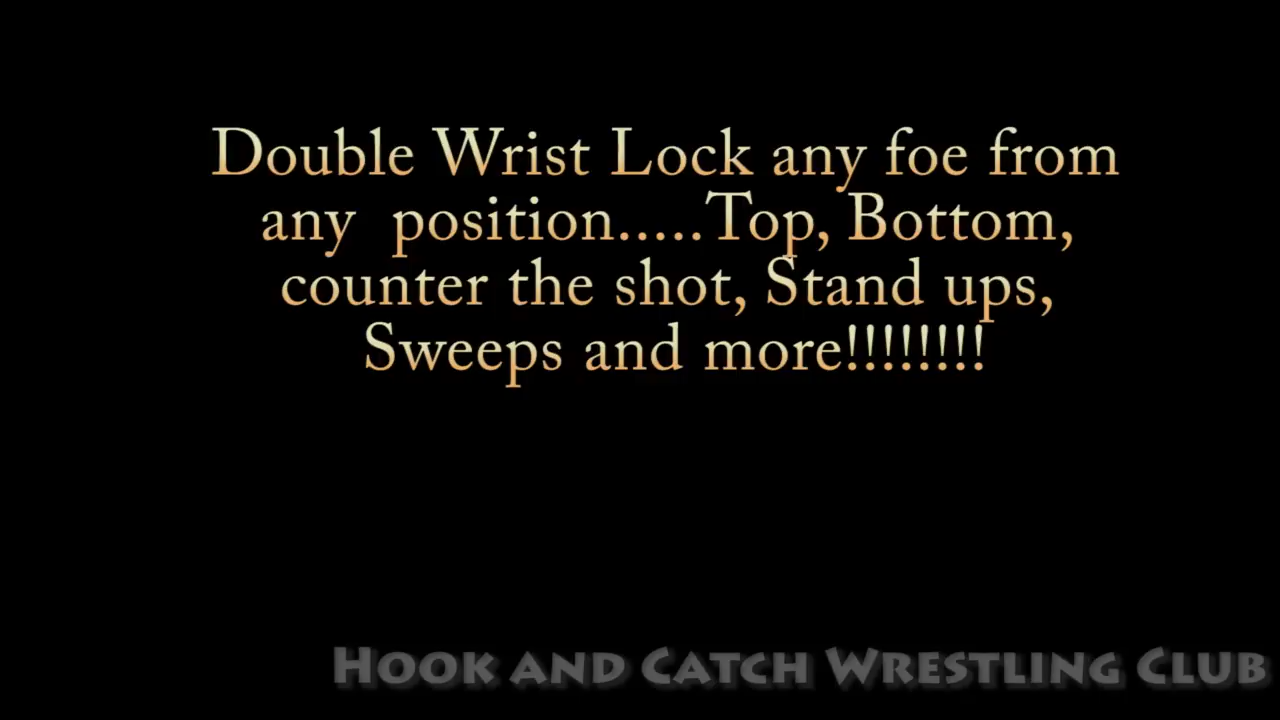 Double Wrist Lock any foe from
any  position.....Top, Bottom,
counter the shot, Stand ups,
Sweeps and more!!!!!!!!
Hook and Catch Wrestling Club